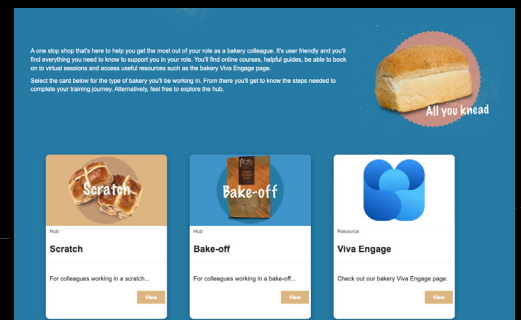 A one stop shop that's here to help you get the most out of your role as a bakery colleague. It's user friendly and you'll
find everything you need to know to support you in your role. You'll find online courses, helpful guides, be able to book
on to virtual sessions and access useful resources such as the bakery Viva Engage page.
Select the card below for the type of bakery you'll be working in. From there you'll get to know the steps needed to
complete your training journey. Alternatively, feel free to explore the hub.
All you knead
Scratch
Bake-off
Hub
Hub
Resource
Scratch
Bake-off
Viva Engage
For colleagues working in a scratch...
For colleagues working in a bake-off...
Check out our bakery Viva Engage page.
View
View
View